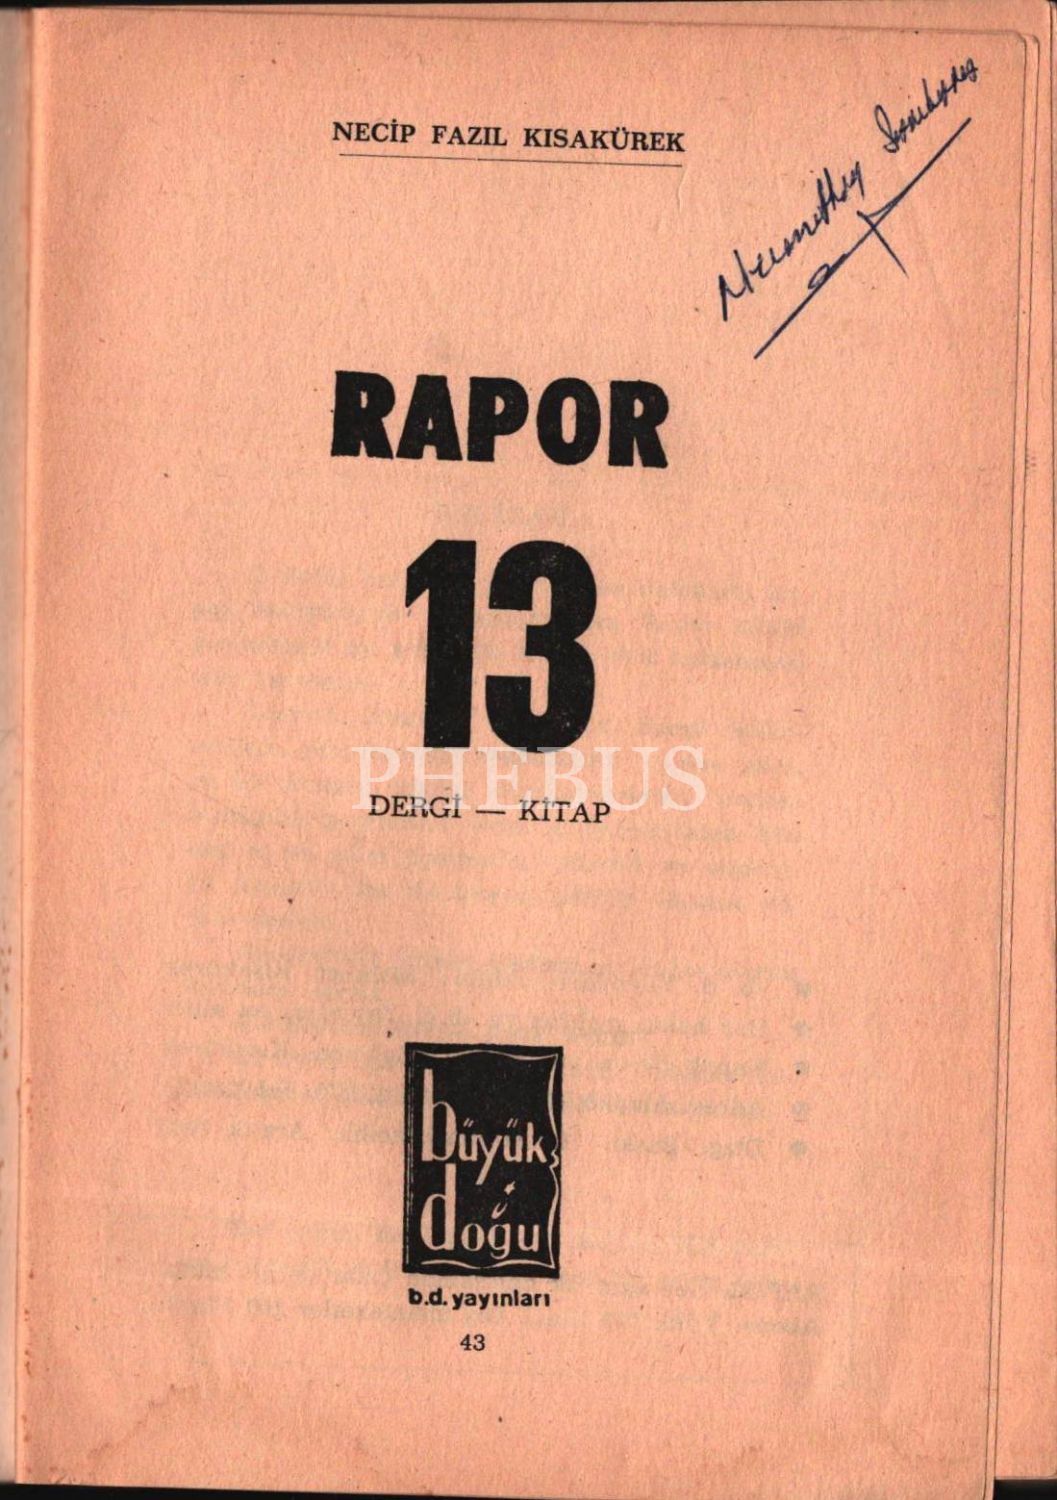 NECİP FAZIL KISAKÜREK
RAPOR
13
PHEBUS
DERGİ — KİTAP
büyük
doğu
b.d. yayınları
43